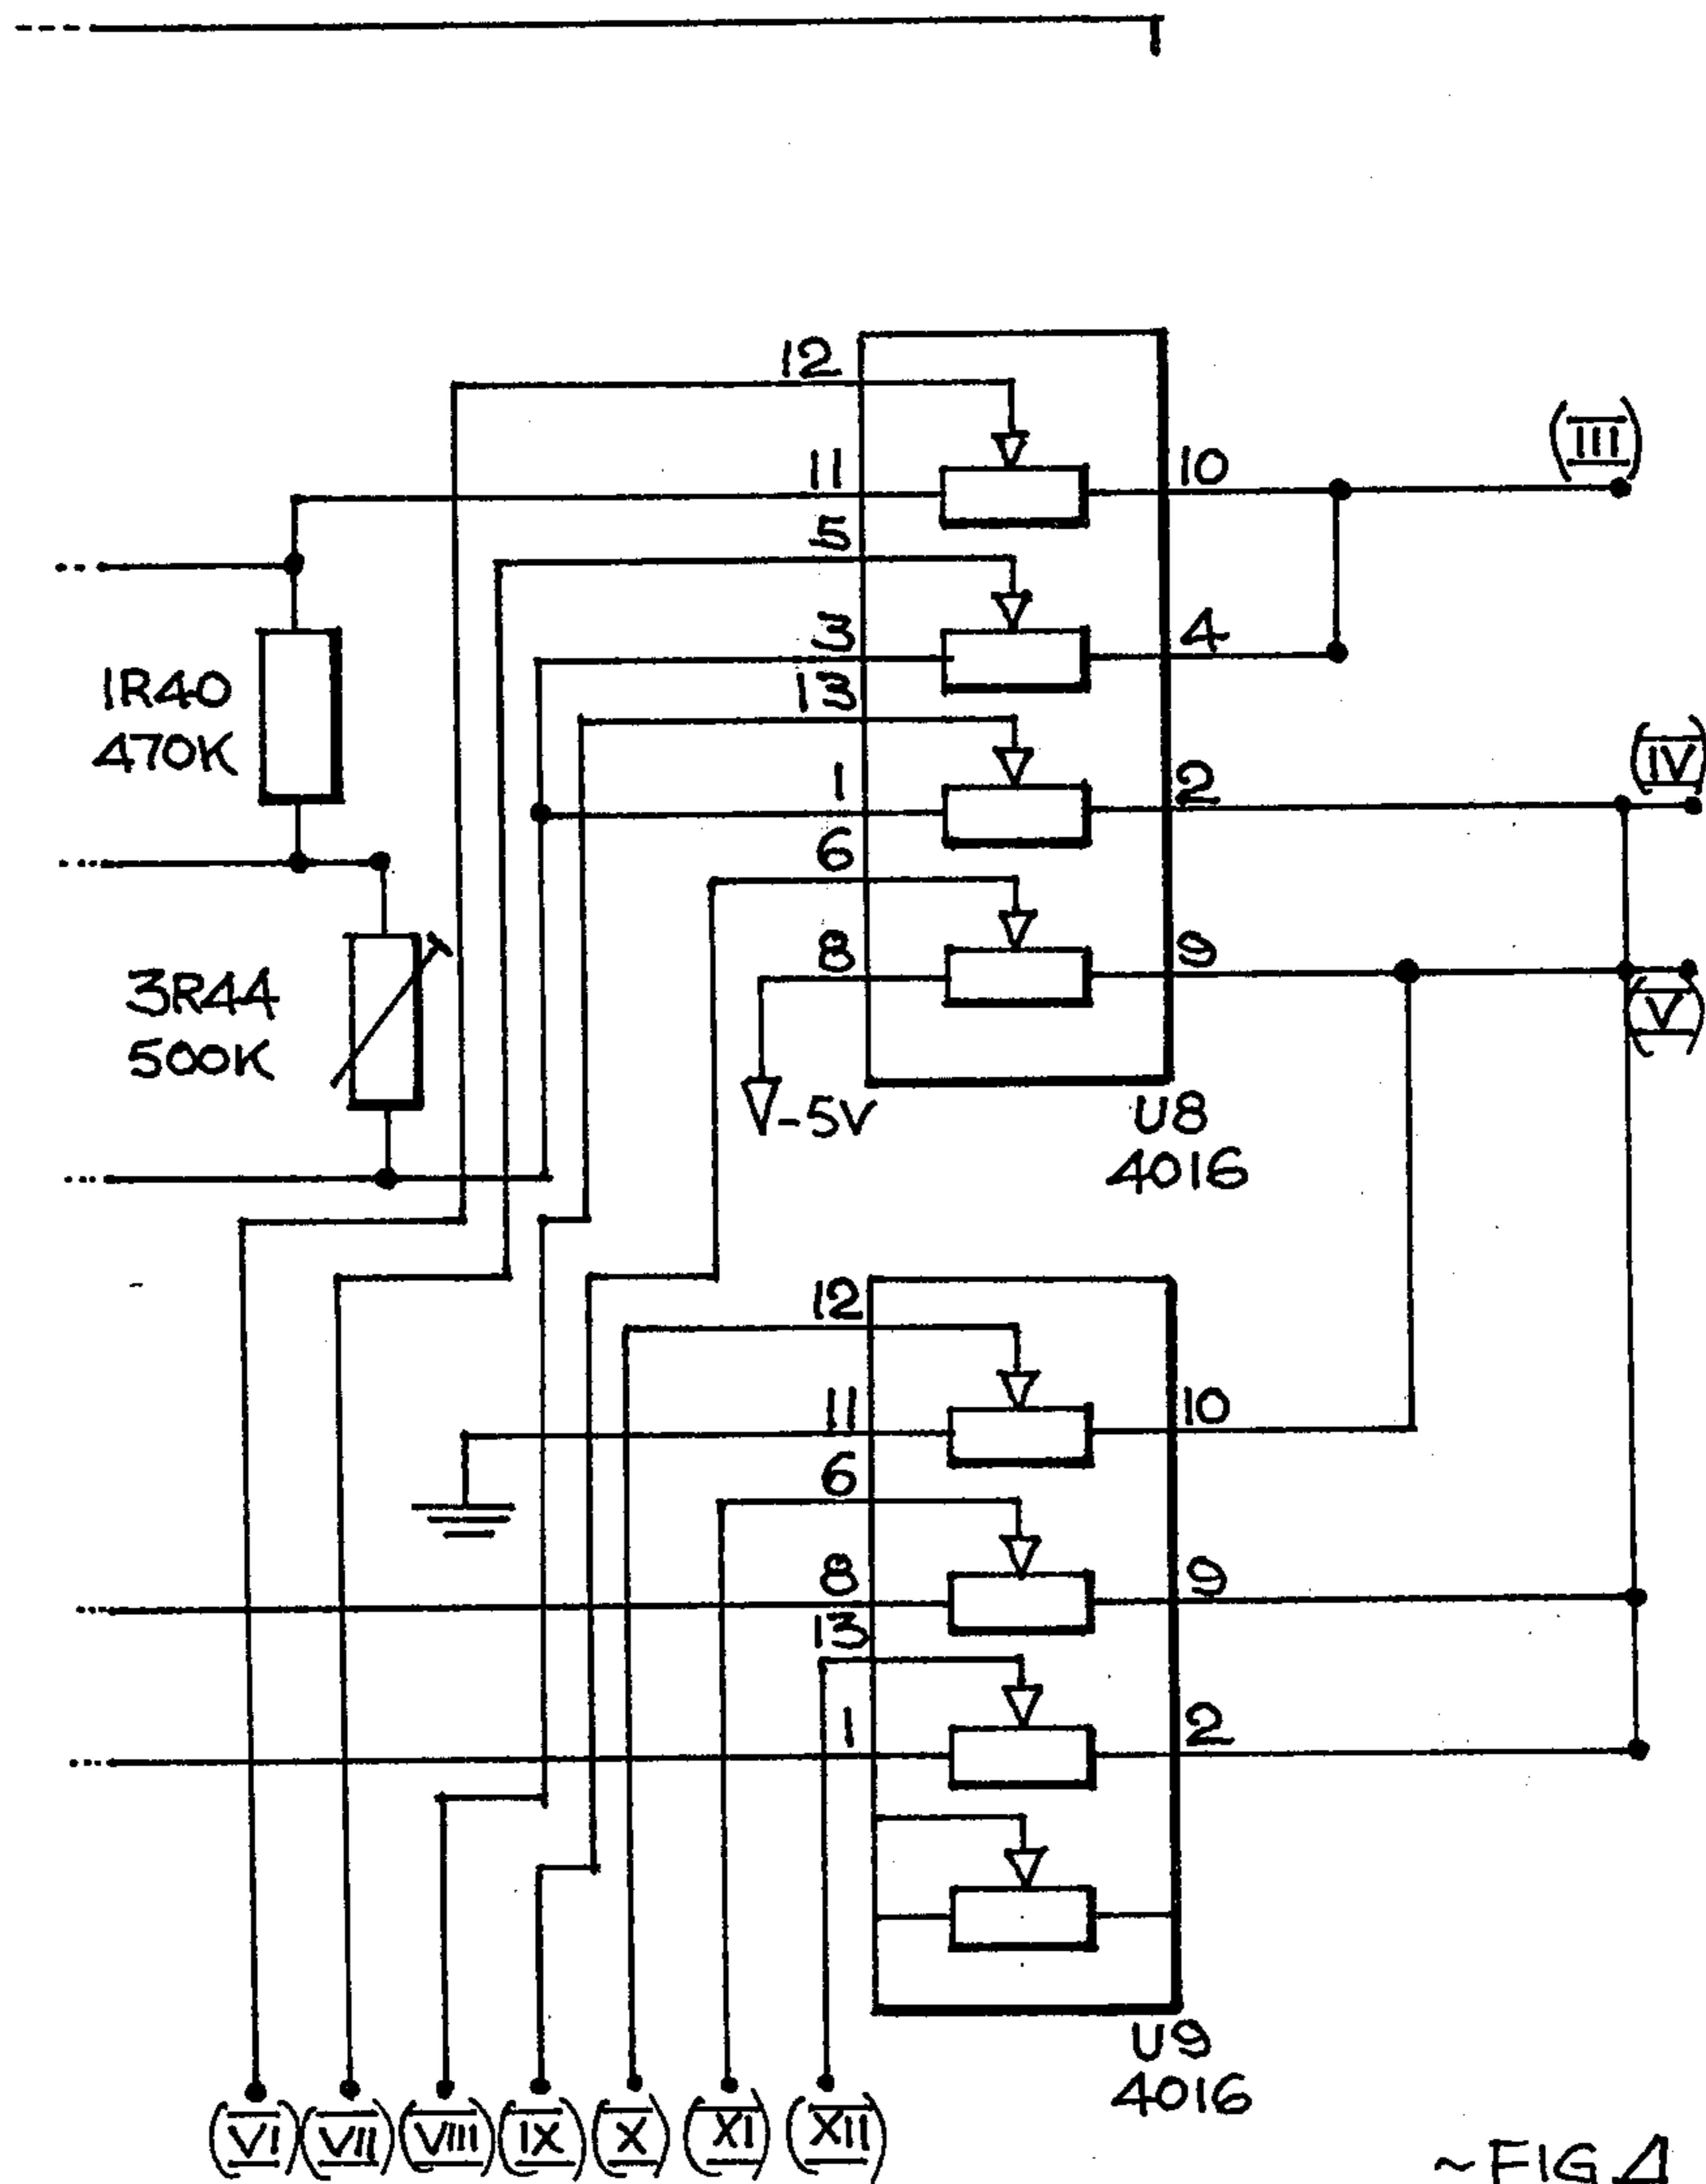 12
11
10
(III)
5
3
4
13
1R40
470K
1
2
(IV)
6
8
9
3R44
500K
(V)
-5V
U8
4016
12
11
10
6
8
9
13
1
2
U9
4016
(VI) (VII) (VIII) (IX) (X) (XI) (XII)
~FIG.4